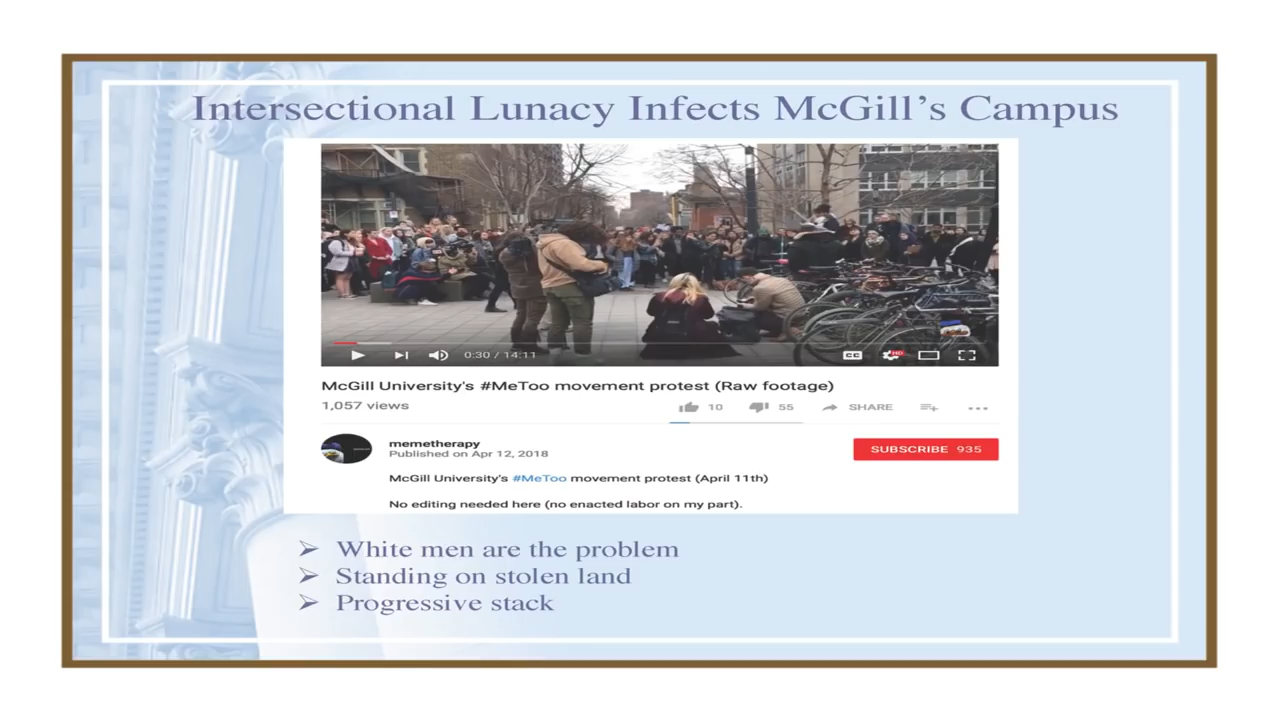 Intersectional Lunacy Infects McGill's Campus
0:30 / 14:11
CC
HD
McGill University's #MeToo movement protest (Raw footage)
1,057 views
10
55
SHARE
memetherapy
Published on Apr 12, 2018
SUBSCRIBE 935
McGill University's #MeToo movement protest (April 11th)
No editing needed here (no enacted labor on my part).
White men are the problem
Standing on stolen land
Progressive stack